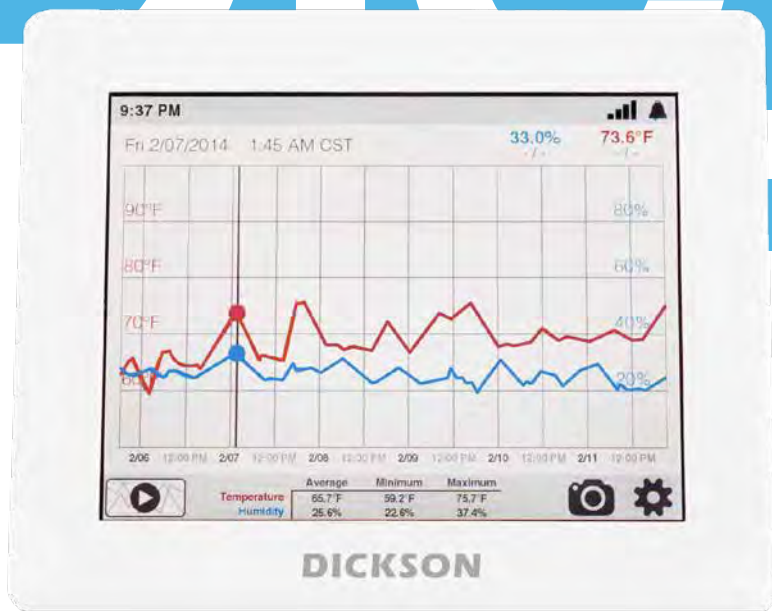 9:37 PM
Fri 2/07/2014 1:45 AM CST 33.0% 73.6°F
- / - - / -
90°F 80%
80°F 60%
70°F 40%
60 20%
2/06 12:00 PM 2/07 12:00 PM 2/08 12:00 PM 2/09 12:00 PM 2/10 12:00 PM 2/11 12:00 PM
Average Minimum Maximum
Temperature 65.7°F 59.2°F 75.7°F
Humidity 25.6% 22.6% 37.4%
DICKSON